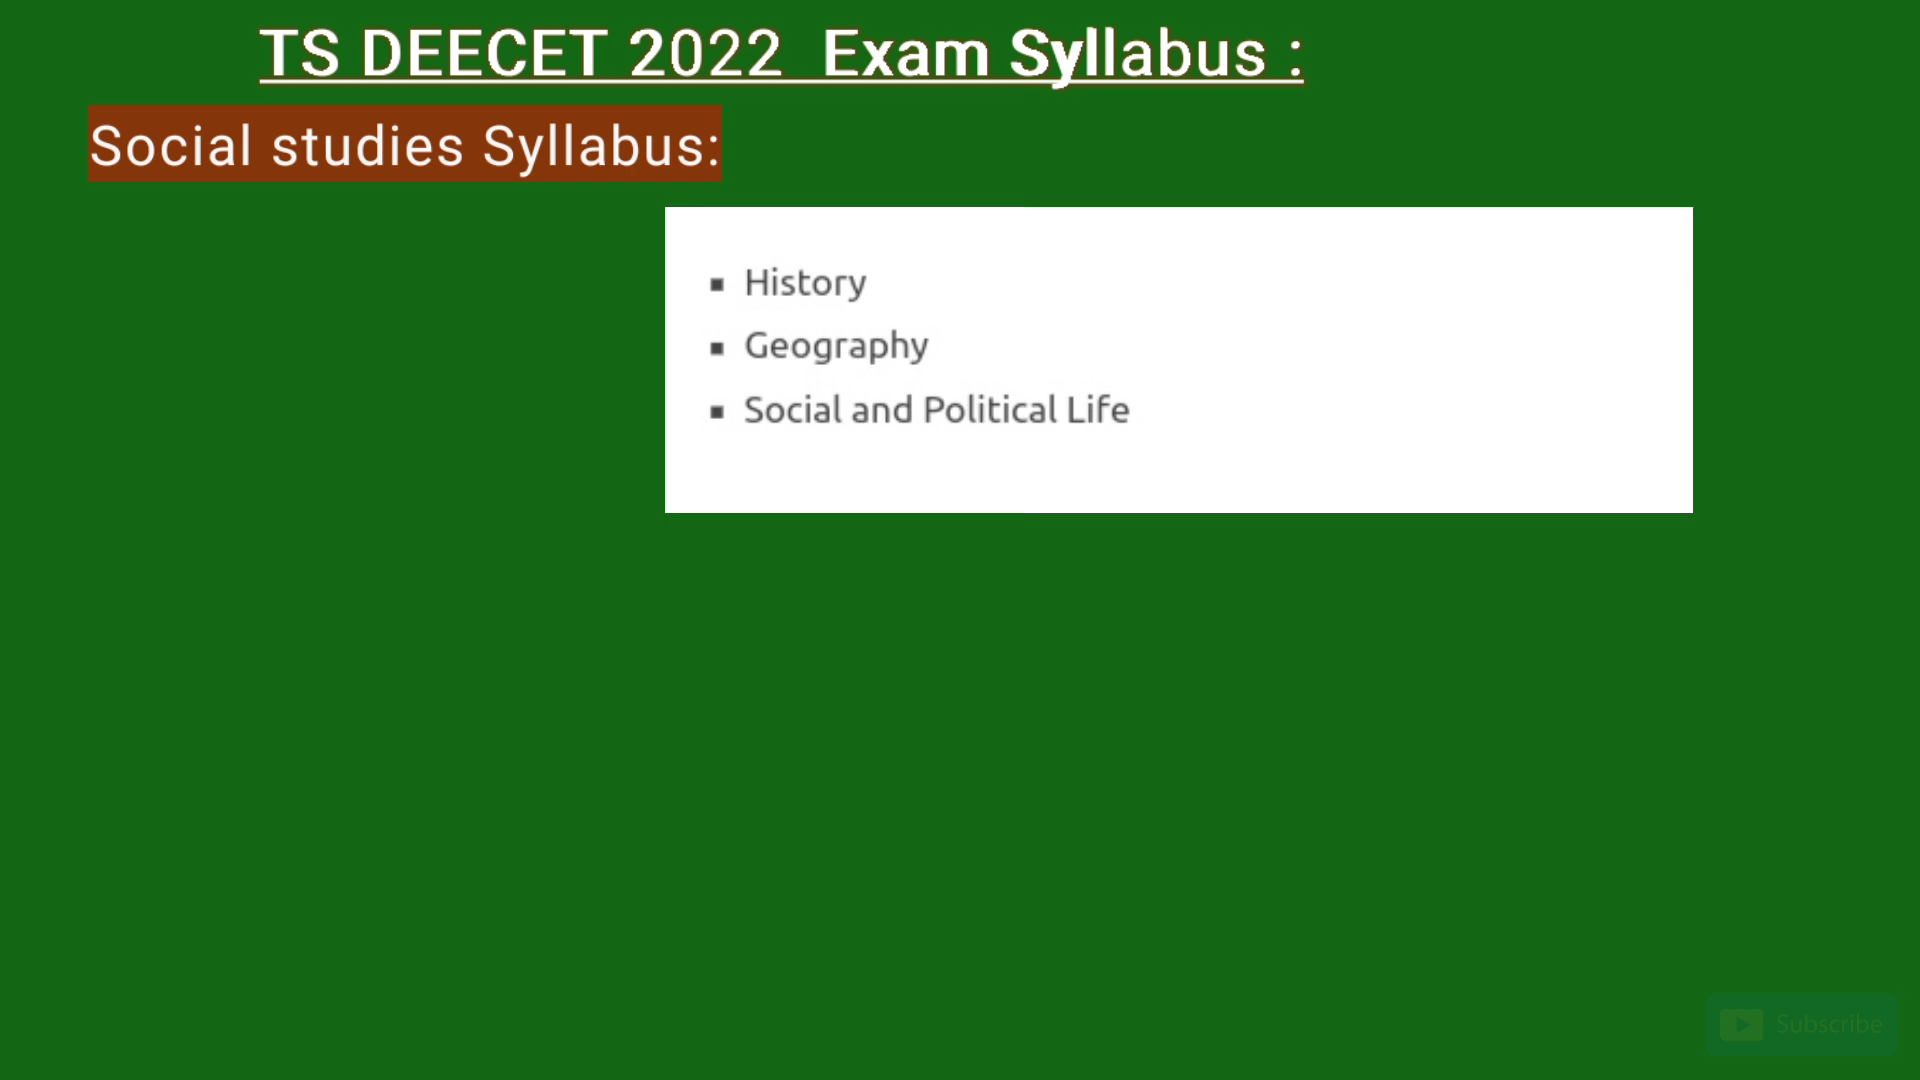 TS DEECET 2022 Exam Syllabus :
Social studies Syllabus:
▪ History
▪ Geography
▪ Social and Political Life
Subscribe